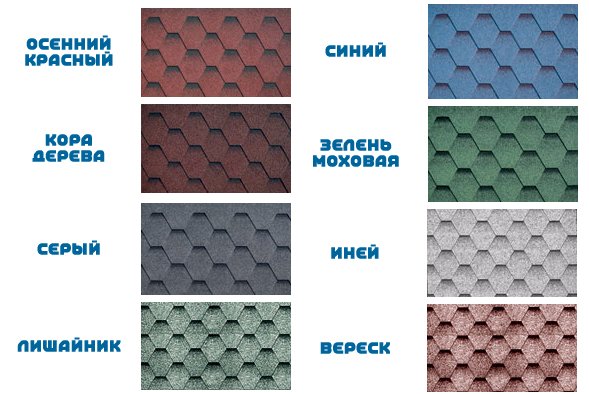 ОСЕННИЙ
КРАСНЫЙ
СИНИЙ
КОРА
ДЕРЕВА
ЗЕЛЕНЬ
МОХОВАЯ
СЕРЫЙ
ИНЕЙ
ЛИШАЙНИК
ВЕРЕСК